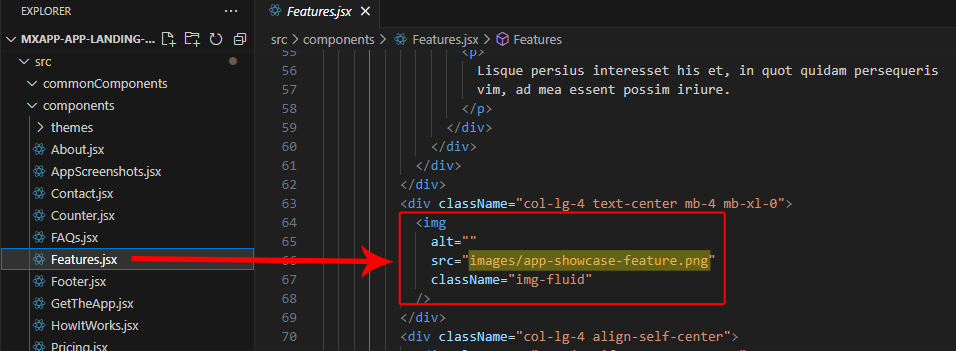 EXPLORER
MXAPP-APP-LANDING-...
src
commonComponents
components
themes
About.jsx
AppScreenshots.jsx
Contact.jsx
Counter.jsx
FAQs.jsx
Features.jsx
Footer.jsx
GetTheApp.jsx
HowItWorks.jsx
Pricing.jsx
Features.jsx
src > components > Features.jsx > Features
55 <p>
56 Lisque persius interesset his et, in quot quidam persequeris
57 vim, ad mea essent possim iriure.
58 </p>
59 </div>
60 </div>
61 </div>
62 </div>
63 <div className="col-lg-4 text-center mb-4 mb-xl-0">
64 <img
65 alt=""
66 src="images/app-showcase-feature.png"
67 className="img-fluid"
68 />
69 </div>
70 <div className="col-lg-4 align-self-center">